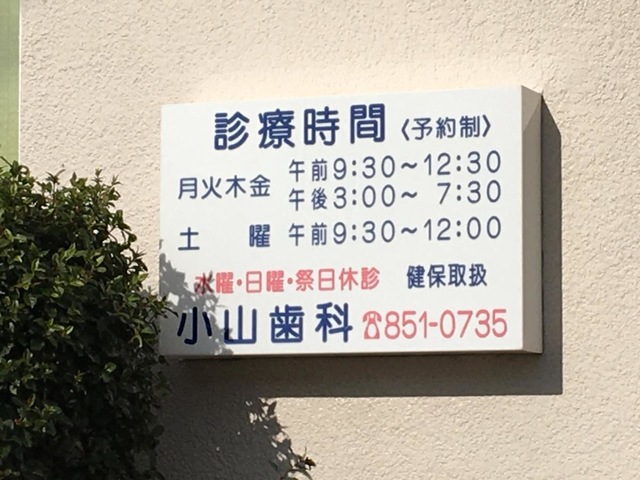 診療時間〈予約制〉
月火木金 午前9:30～12:30
午後3:00～ 7:30
土 曜 午前9:30～12:00
水曜・日曜・祭日休診 健保取扱
小山歯科 ☎851-0735